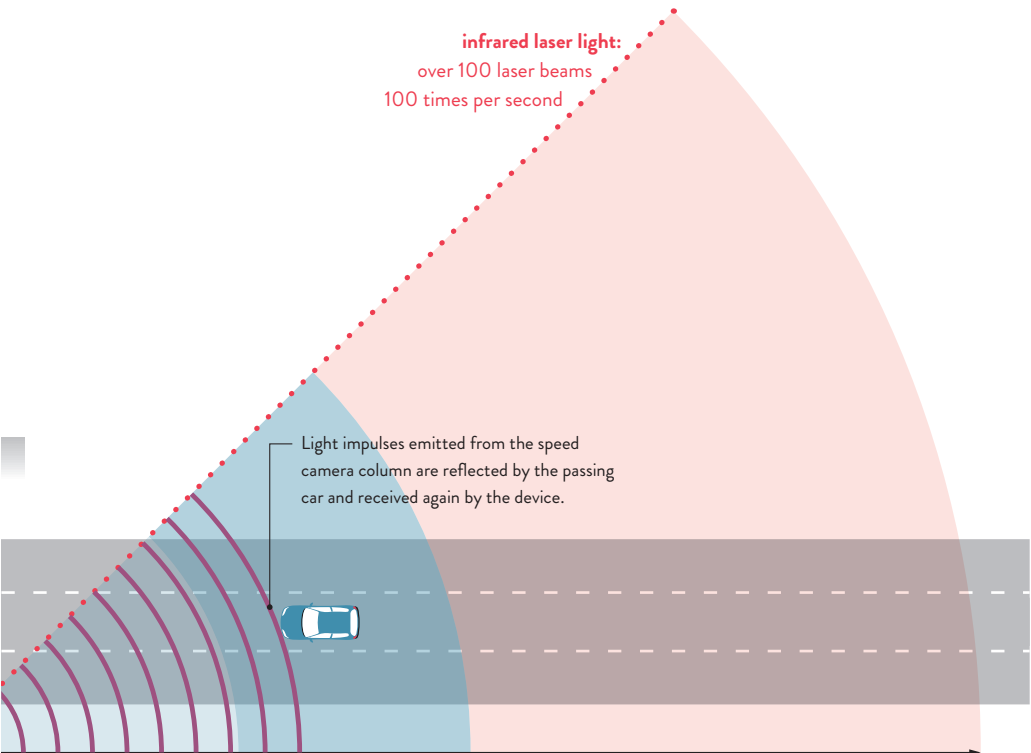 infrared laser light:
over 100 laser beams
100 times per second
Light impulses emitted from the speed
camera column are reflected by the passing
car and received again by the device.